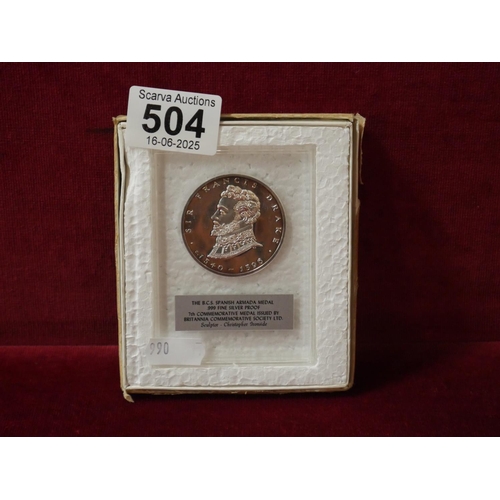 Scarva Auctions
504
16-06-2025
SIR FRANCIS DRAKE
1540 - 1596
THE B.C.S. SPANISH ARMADA MEDAL
.999 FINE SILVER PROOF
7th COMMEMORATIVE MEDAL ISSUED BY
BRITANNIA COMMEMORATIVE SOCIETY LTD.
Sculptor - Christopher Ironside
990